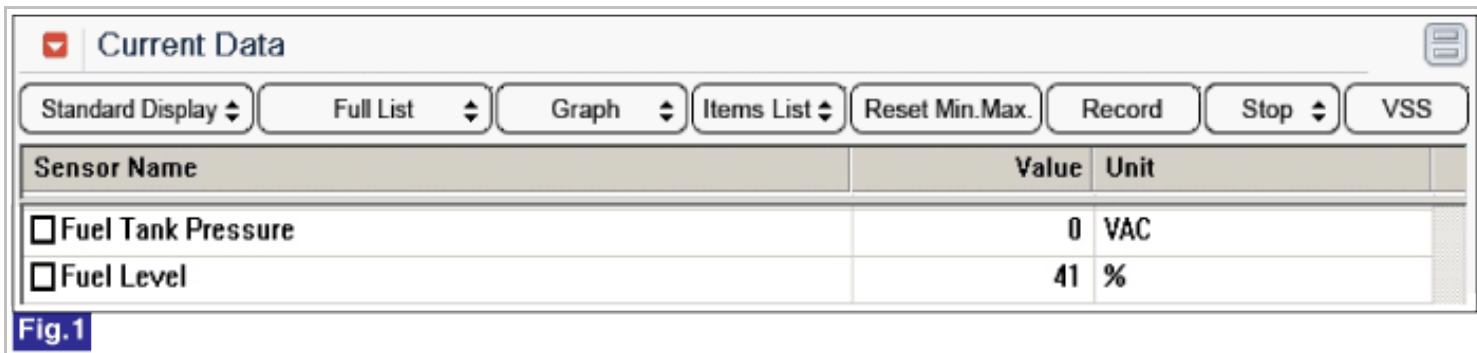 Current Data
Standard Display Full List Graph Items List Reset Min.Max. Record Stop VSS
Sensor Name Value Unit
Fuel Tank Pressure 0 VAC
Fuel Level 41 %
Fig.1